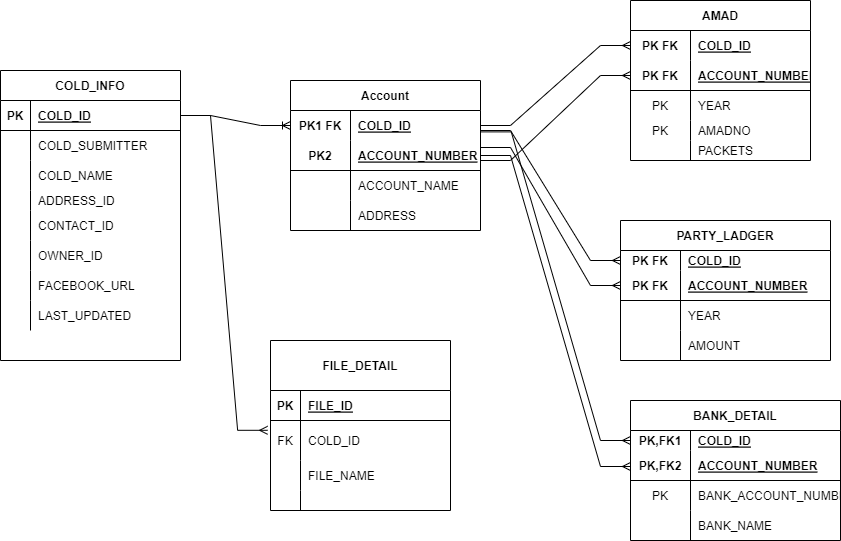 COLD_INFO
PK COLD_ID
COLD_SUBMITTER
COLD_NAME
ADDRESS_ID
CONTACT_ID
OWNER_ID
FACEBOOK_URL
LAST_UPDATED
Account
PK1 FK COLD_ID
PK2 ACCOUNT_NUMBER
ACCOUNT_NAME
ADDRESS
FILE_DETAIL
PK FILE_ID
FK COLD_ID
FILE_NAME
AMAD
PK FK COLD_ID
PK FK ACCOUNT_NUMBE
PK YEAR
PK AMADNO
PACKETS
PARTY_LADGER
PK FK COLD_ID
PK FK ACCOUNT_NUMBER
YEAR
AMOUNT
BANK_DETAIL
PK,FK1 COLD_ID
PK,FK2 ACCOUNT_NUMBER
PK BANK_ACCOUNT_NUMB
BANK_NAME